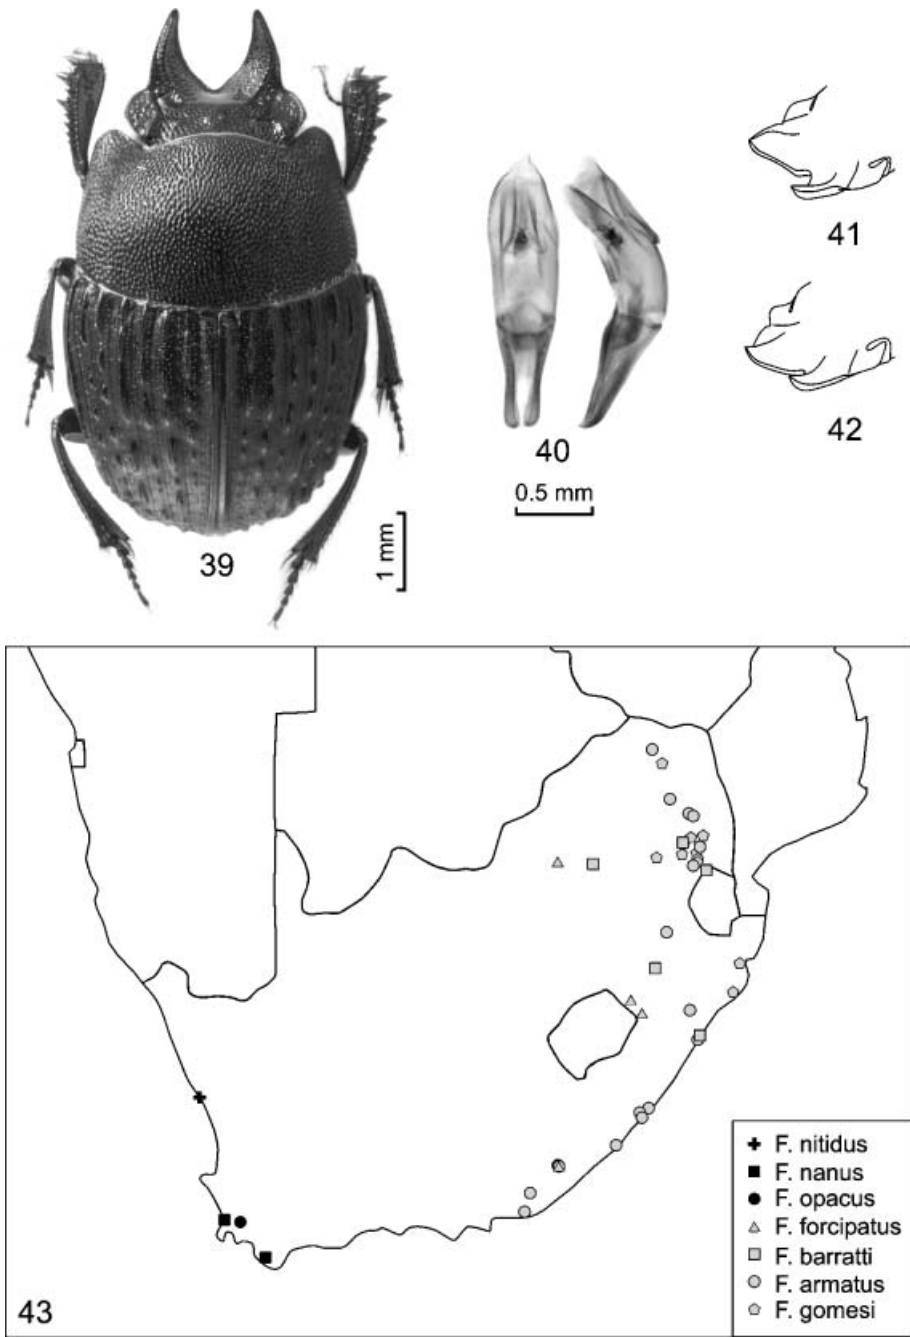 41
42
40
0.5 mm
39
1 mm
F. nitidus
F. nanus
F. opacus
F. forcipatus
F. barratti
F. armatus
F. gomesi
43